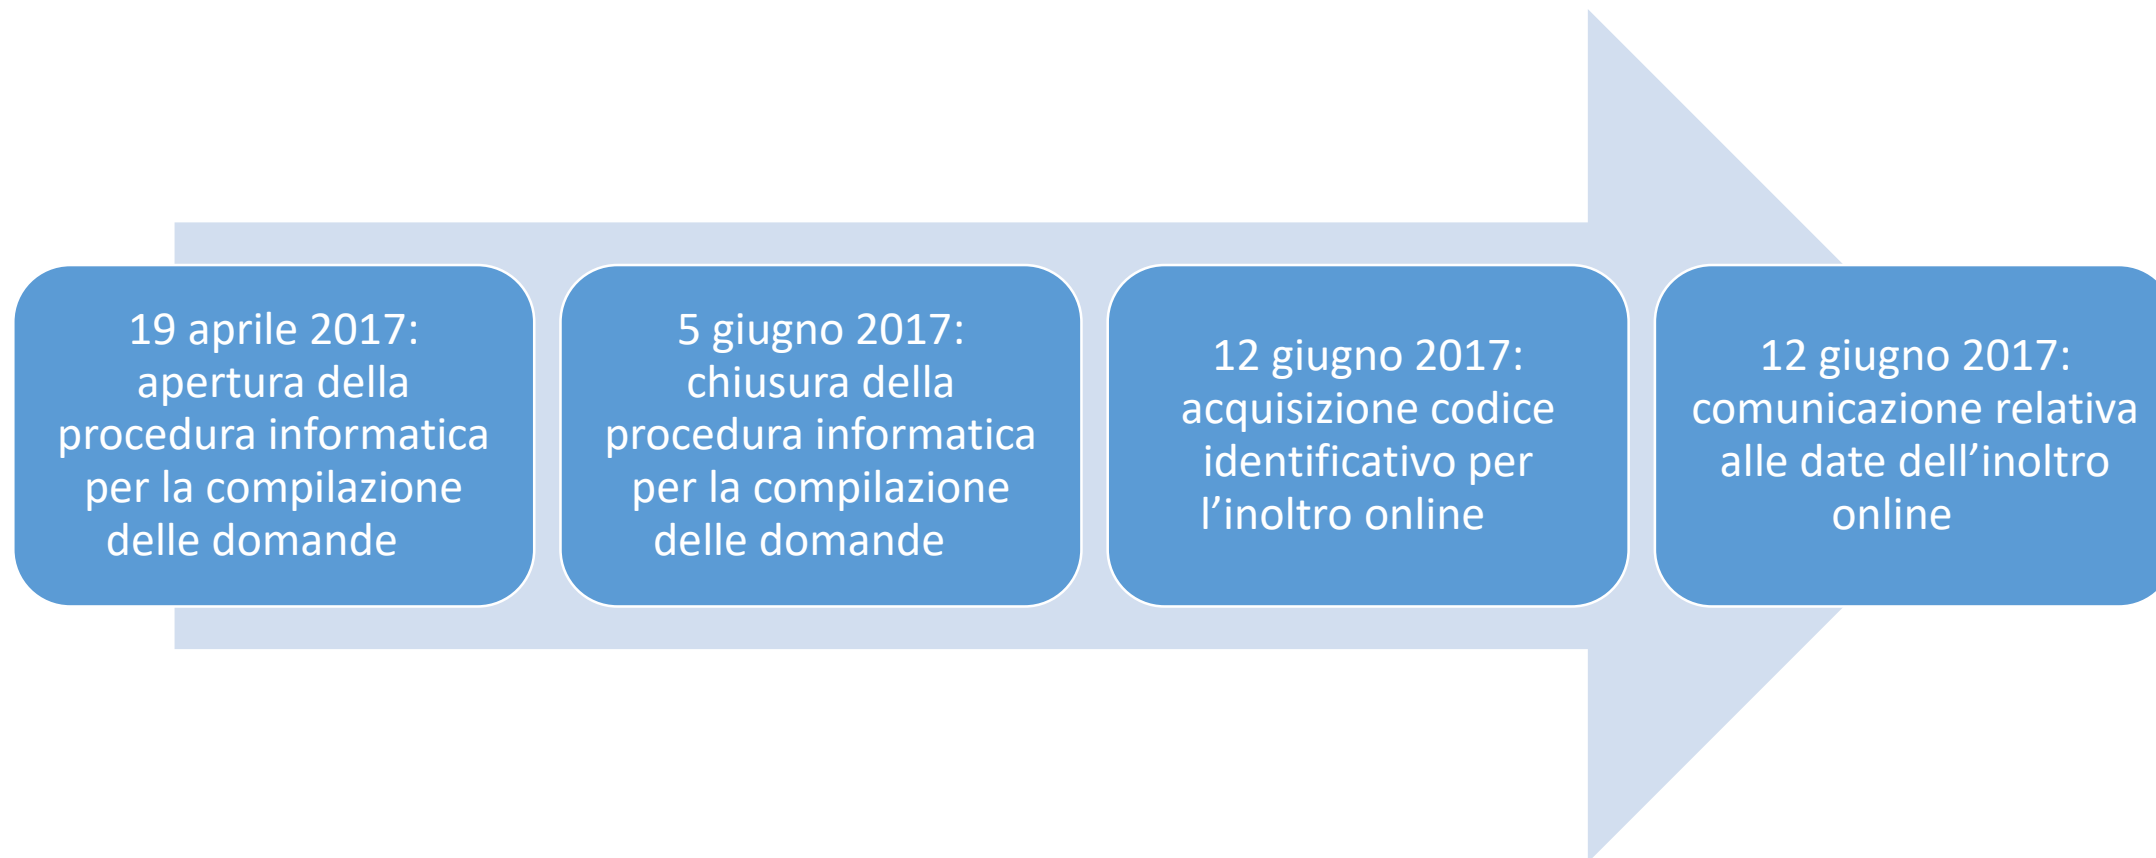 19 aprile 2017:
apertura della
procedura informatica
per la compilazione
delle domande
5 giugno 2017:
chiusura della
procedura informatica
per la compilazione
delle domande
12 giugno 2017:
acquisizione codice
identificativo per
l’inoltro online
12 giugno 2017:
comunicazione relativa
alle date dell’inoltro
online